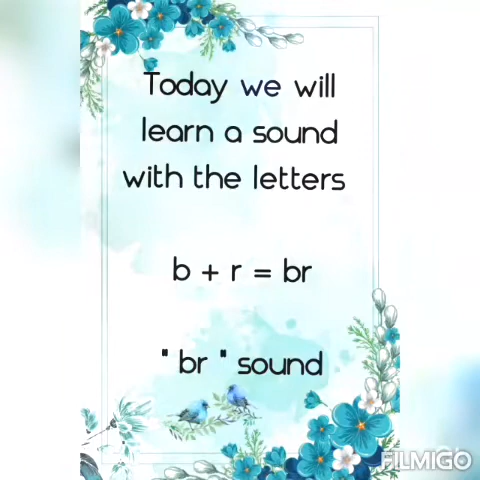 Today we will
learn a sound
with the letters
b + r = br
" br " sound
FILMIGO